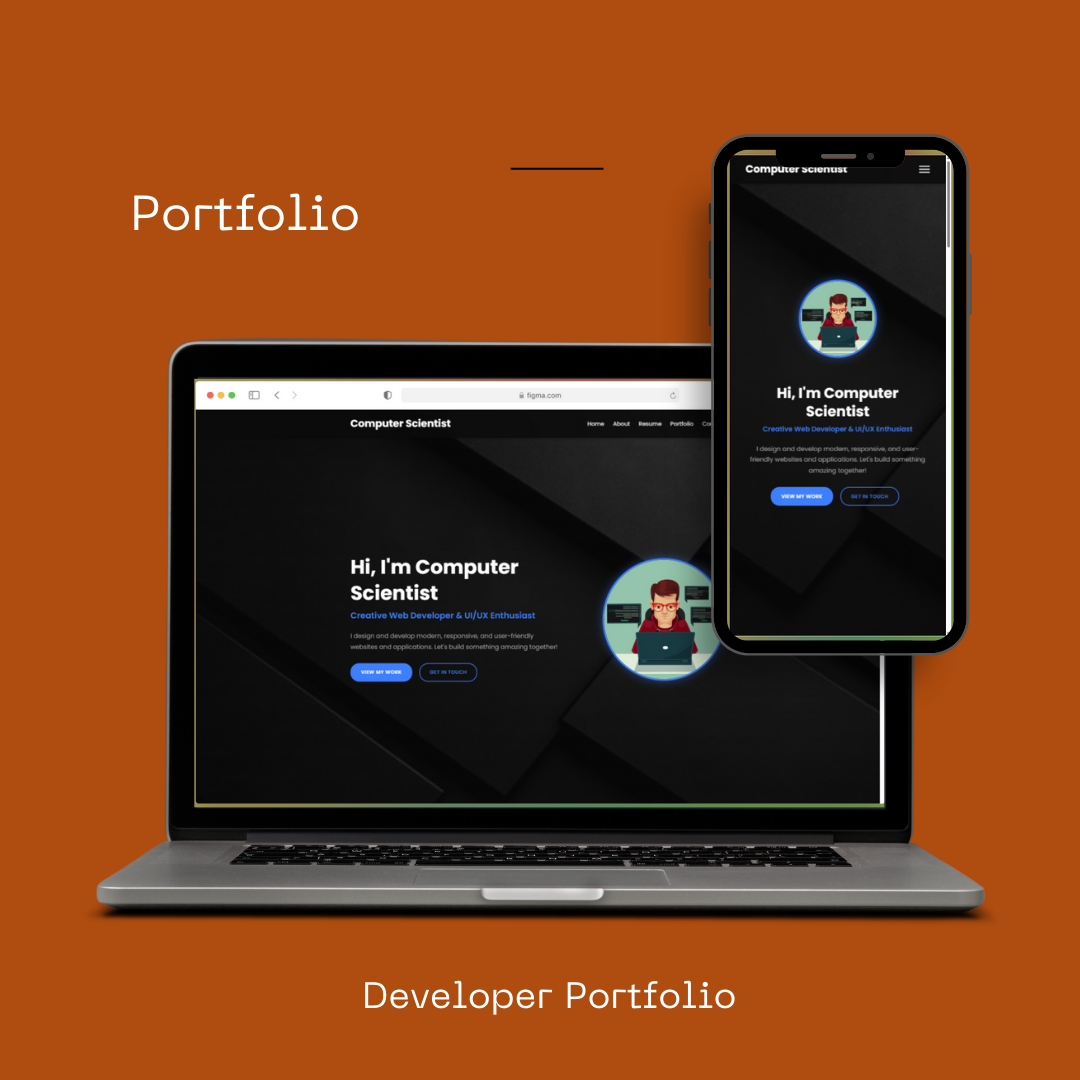 Portfolio
Computer Scientist
Hi, I'm Computer
Scientist
Creative Web Developer & UI/UX Enthusiast
I design and develop modern, responsive, and user-
friendly websites and applications. Let's build something
amazing together!
VIEW MY WORK GET IN TOUCH
figma.com
Computer Scientist Home About Resume Portfolio
Hi, I'm Computer
Scientist
Creative Web Developer & UI/UX Enthusiast
I design and develop modern, responsive, and user-friendly
websites and applications. Let's build something amazing together!
VIEW MY WORK GET IN TOUCH
Developer Portfolio